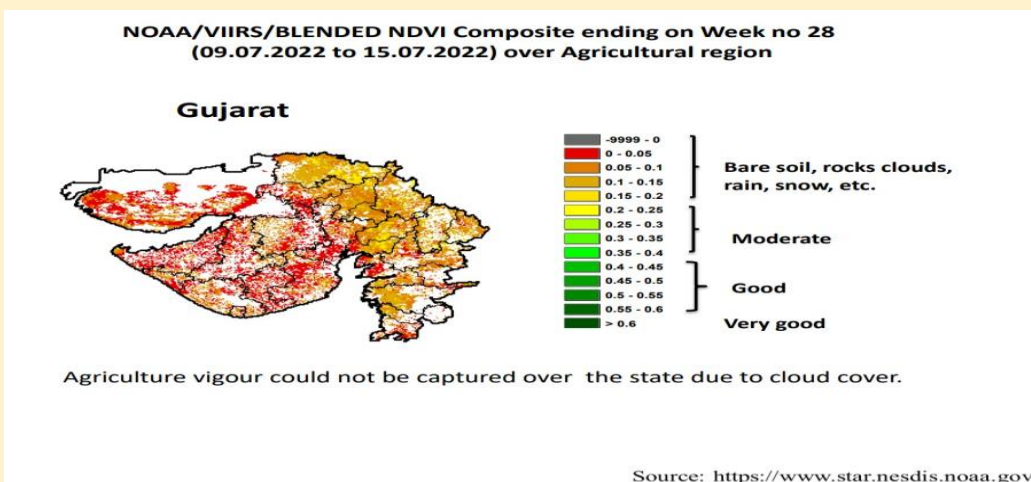 NOAA/VIIRS/BLENDED NDVI Composite ending on Week no 28
(09.07.2022 to 15.07.2022) over Agricultural region
Gujarat
-9999 - 0
0 - 0.05
0.05 - 0.1
0.1 - 0.15
0.15 - 0.2
0.2 - 0.25
0.25 - 0.3
0.3 - 0.35
0.35 - 0.4
0.4 - 0.45
0.45 - 0.5
0.5 - 0.55
0.55 - 0.6
> 0.6
Bare soil, rocks clouds,
rain, snow, etc.
Moderate
Good
Very good
Agriculture vigour could not be captured over the state due to cloud cover.
Source: https://www.star.nesdis.noaa.gov